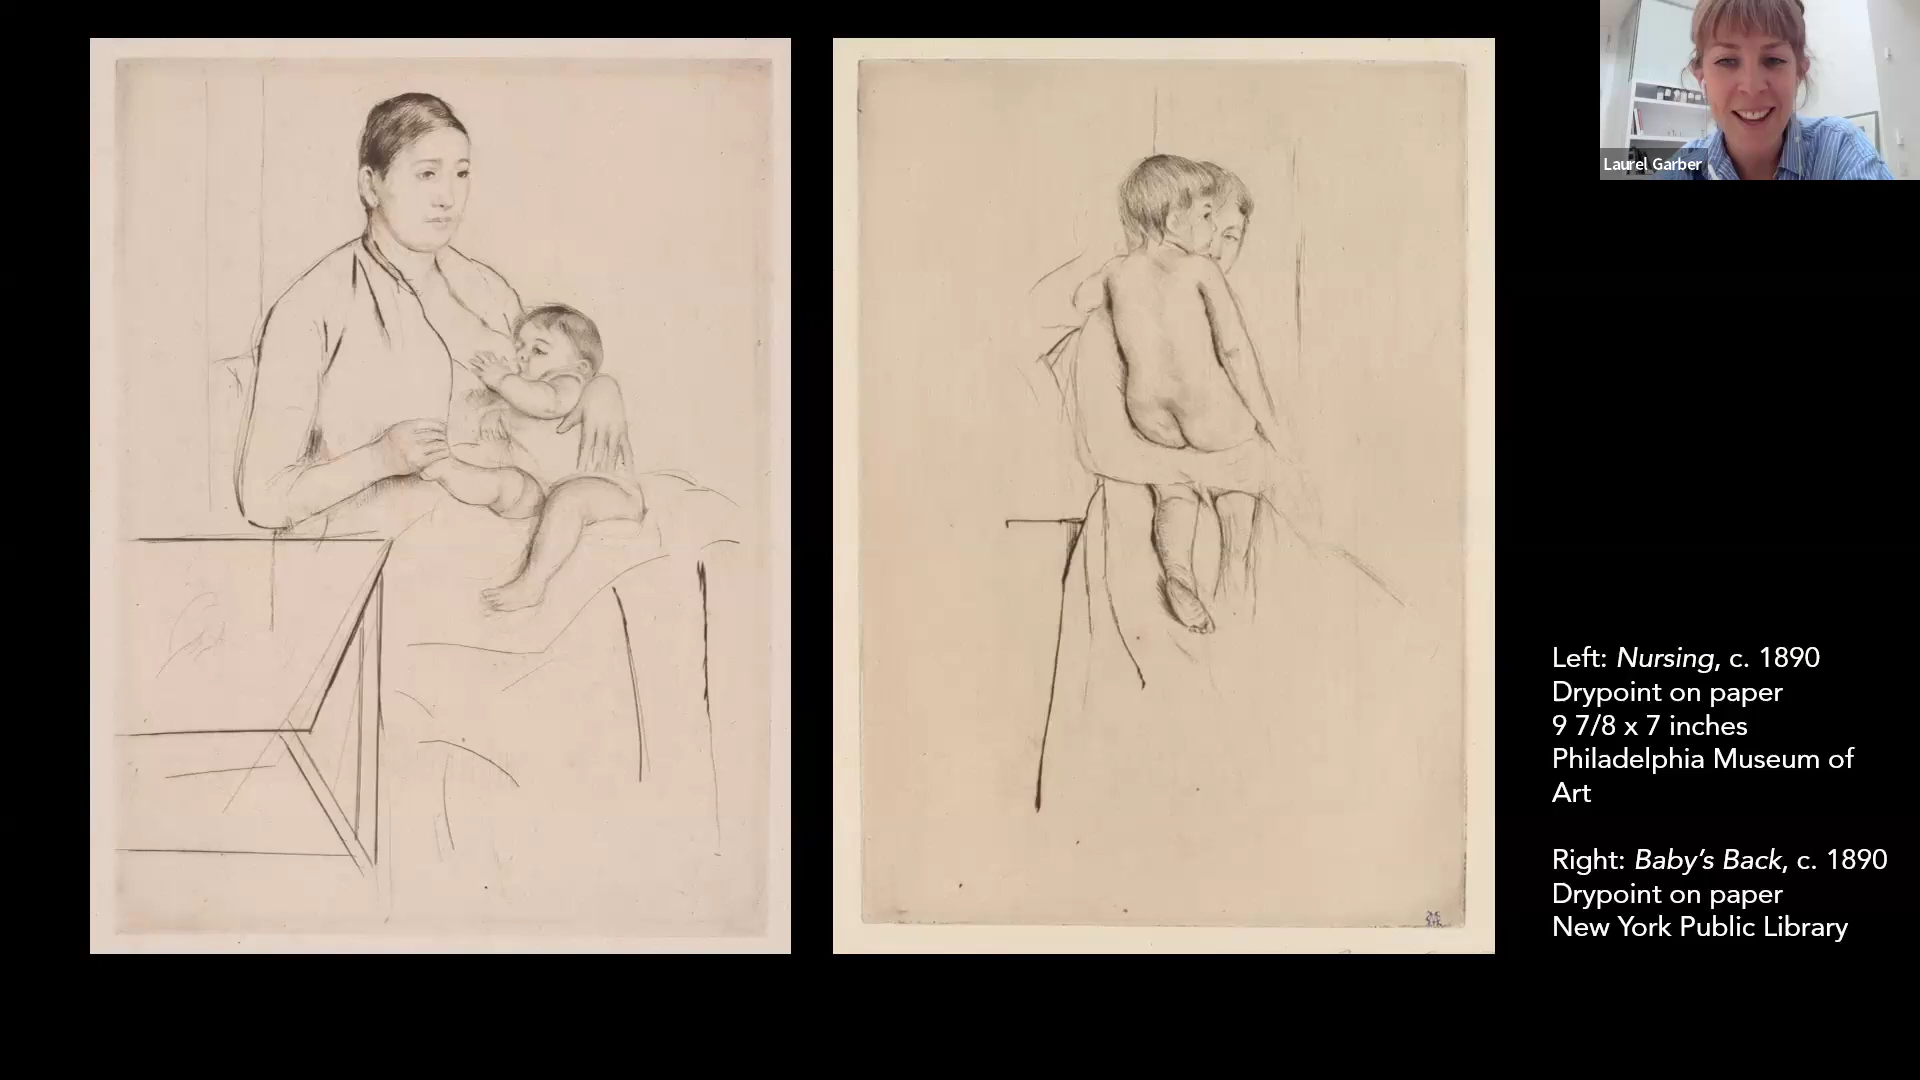 Laurel Garber
Left: Nursing, c. 1890
Drypoint on paper
9 7/8 x 7 inches
Philadelphia Museum of
Art
Right: Baby’s Back, c. 1890
Drypoint on paper
New York Public Library